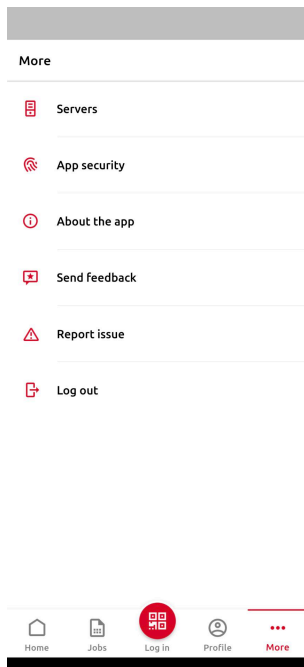 More
Servers
App security
About the app
Send feedback
Report issue
Log out
Home Jobs Log in Profile More